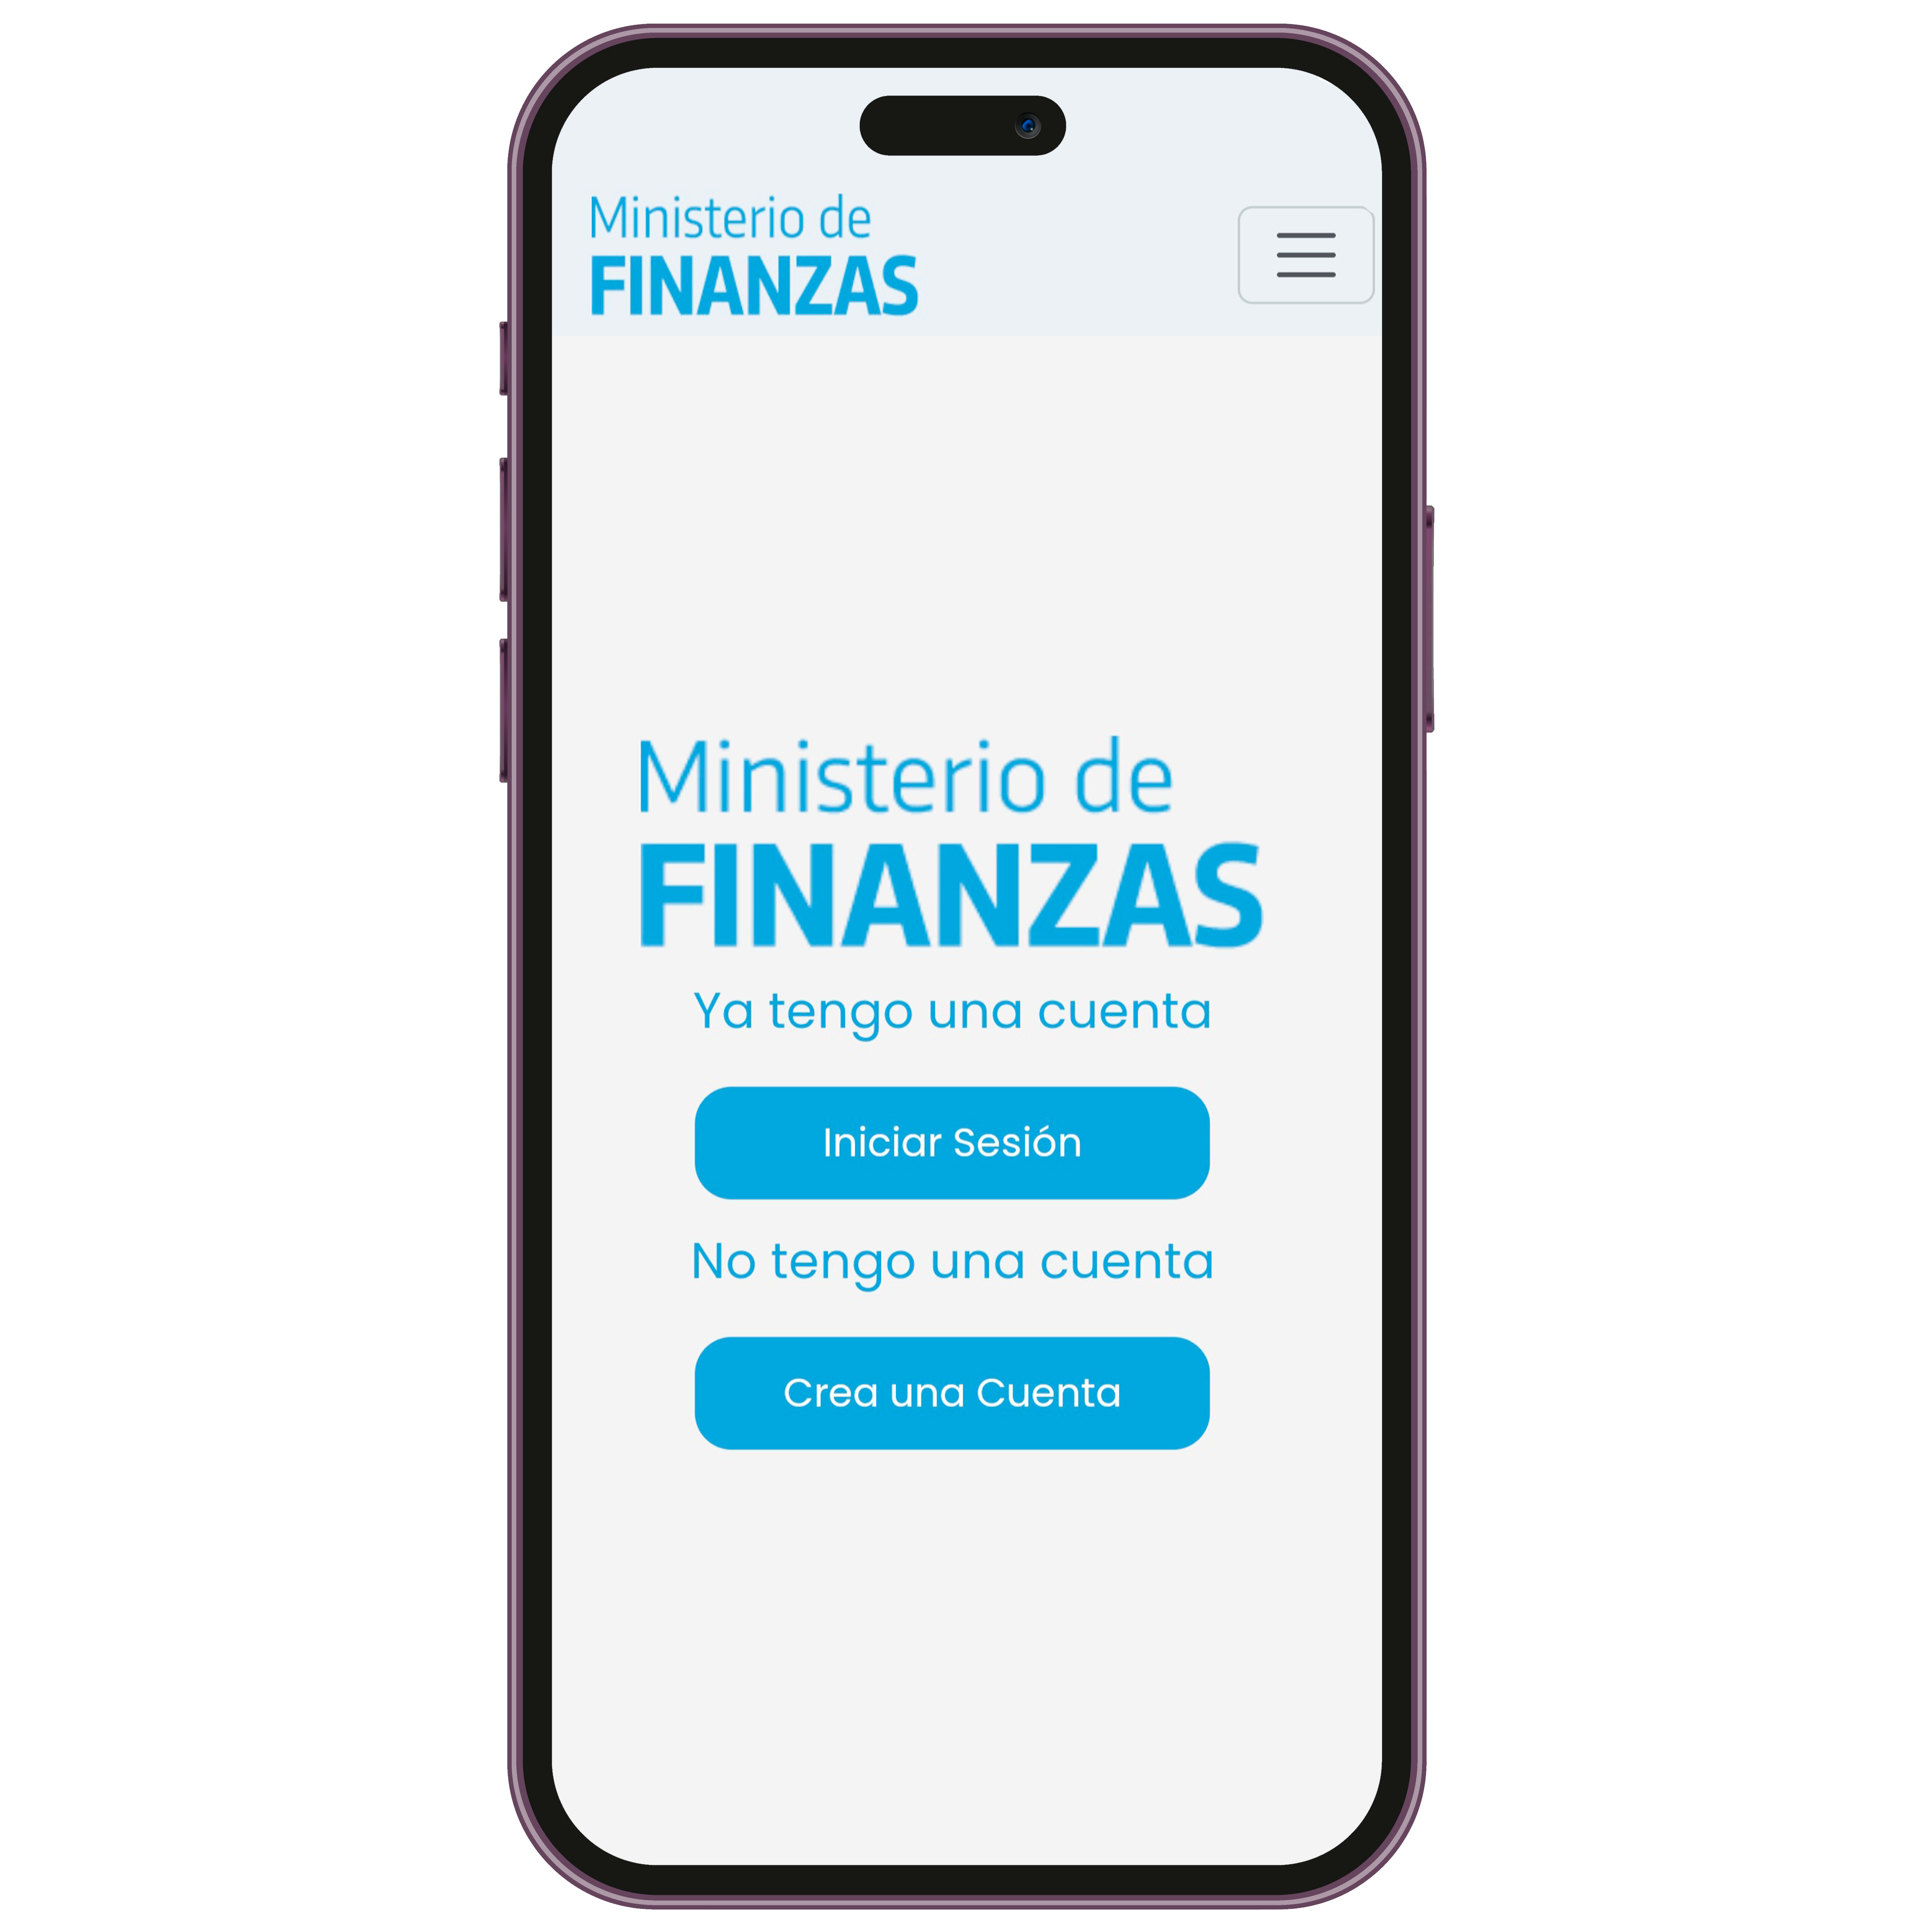 Ministerio de
FINANZAS
Ministerio de
FINANZAS
Ya tengo una cuenta
Iniciar Sesión
No tengo una cuenta
Crea una Cuenta